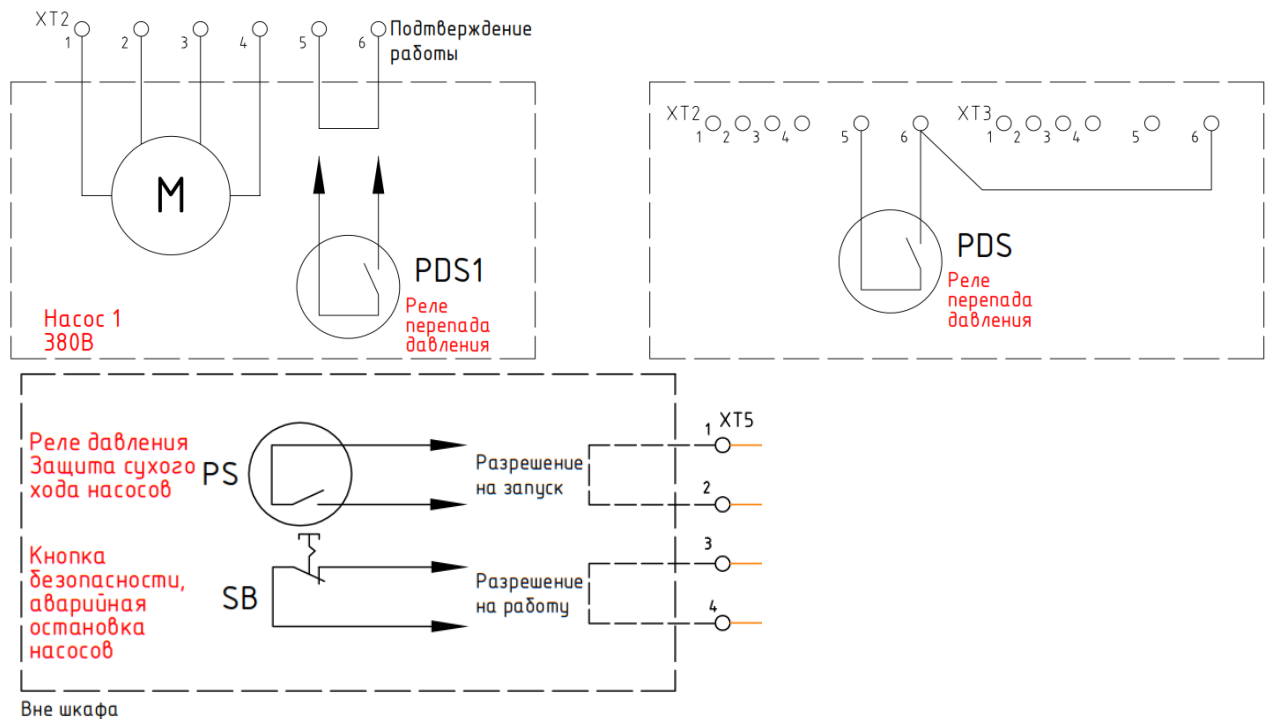 XT2
1 2 3 4 5 6
Подтверждение
работы
M
PDS1
Реле
перепада
давления
Насос 1
380В
XT2
1 2 3 4 5 6
XT3
1 2 3 4 5 6
PDS
Реле
перепада
давления
Реле давления
Защита сухого
хода насосов
PS
Разрешение
на запуск
1 XT5
2
Кнопка
безопасности,
аварийная
остановка
насосов
SB
Разрешение
на работу
3
4
Вне шкафа